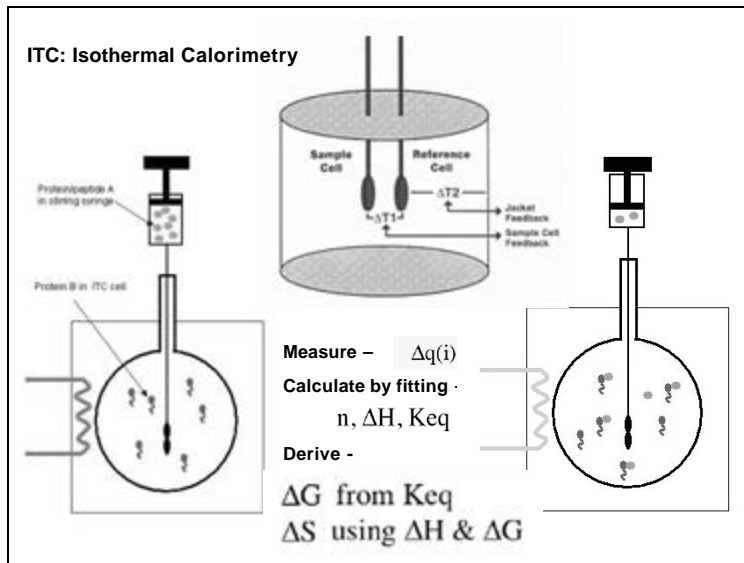 ITC: Isothermal Calorimetry
Sample
Cell
Reference
Cell
ΔT2
ΔT1
Jacket
Feedback
Sample Cell
Feedback
Protein/peptide A
in stirring syringe
Protein B in ITC cell
Measure – Δq(i)
Calculate by fitting -
n, ΔH, Keq
Derive -
ΔG from Keq
ΔS using ΔH & ΔG